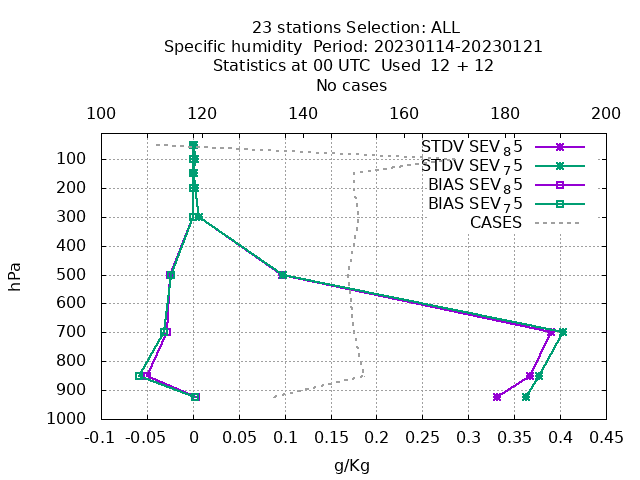 23 stations Selection: ALL
Specific humidity  Period: 20230114-20230121
Statistics at 00 UTC  Used  12 + 12
No cases
100 120 140 160 180 200
STDV SEV₈5
STDV SEV₇5
BIAS SEV₈5
BIAS SEV₇5
CASES
100
200
300
400
500
600
700
800
900
1000
hPa
-0.1 -0.05 0 0.05 0.1 0.15 0.2 0.25 0.3 0.35 0.4 0.45
g/Kg